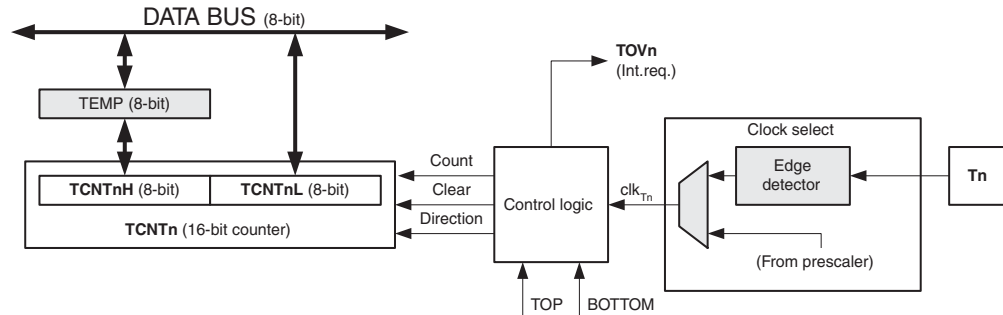 DATA BUS (8-bit)
TOVn
(Int.req.)
TEMP (8-bit)
Clock select
Count
Edge
detector
Tn
TCNTnH (8-bit) TCNTnL (8-bit)
Clear
Control logic
clkTn
TCNTn (16-bit counter)
Direction
(From prescaler)
TOP
BOTTOM